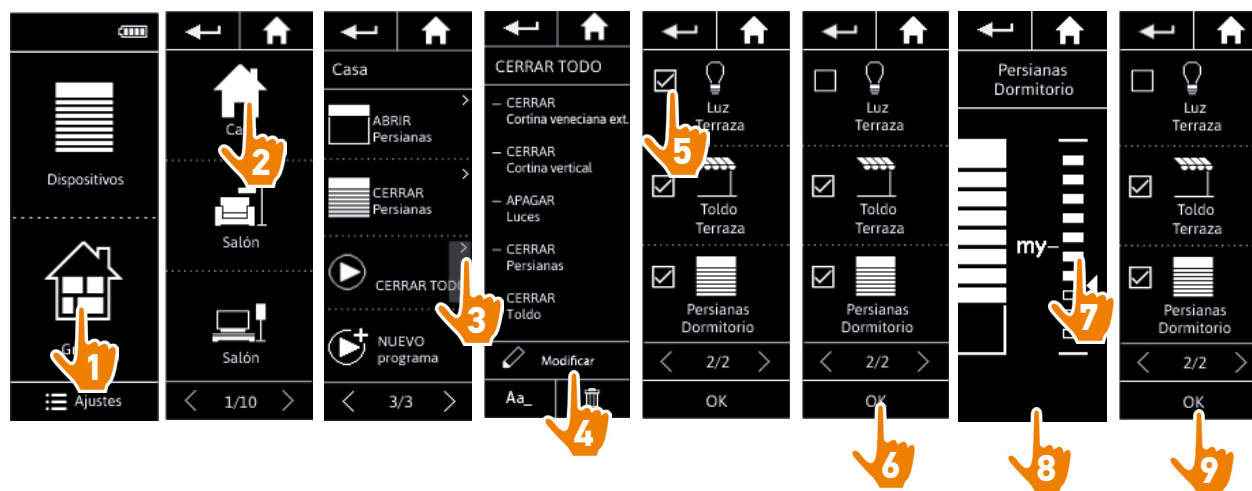 Dispositivos
1
Ajustes
2
Salón
Salón
1/10
Casa
ABRIR
Persianas
CERRAR
Persianas
CERRAR TODO
3
NUEVO
programa
3/3
CERRAR TODO
– CERRAR
Cortina veneciana ext.
– CERRAR
Cortina vertical
– APAGAR
Luces
– CERRAR
Persianas
CERRAR
Toldo
Modificar
Aa_
4
Luz
Terraza
5
Toldo
Terraza
Persianas
Dormitorio
2/2
OK
Luz
Terraza
Toldo
Terraza
Persianas
Dormitorio
2/2
OK
6
Persianas
Dormitorio
my–
7
8
Luz
Terraza
Toldo
Terraza
Persianas
Dormitorio
2/2
OK
9